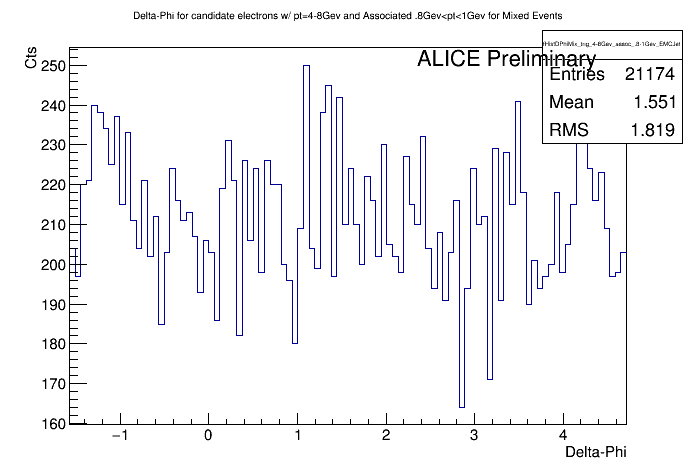 Delta-Phi for candidate electrons w/ pt=4-8Gev and Associated .8Gev<pt<1Gev for Mixed Events
Cts
ALICE Preliminary
Entries 21174
Mean 1.551
RMS 1.819
250
240
230
220
210
200
190
180
170
160
−1 0 1 2 3 4
Delta-Phi